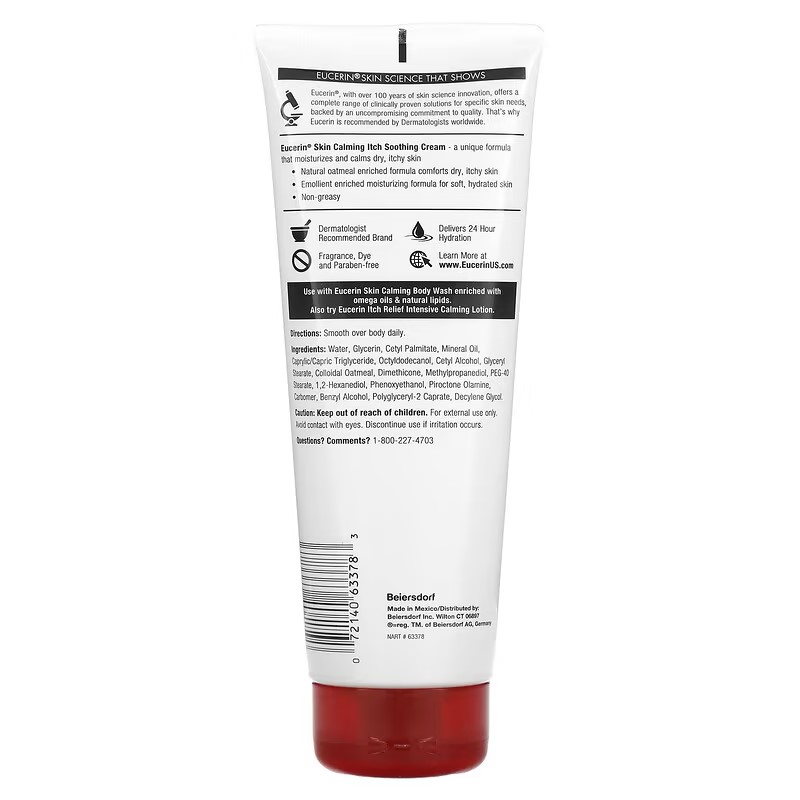 EUCERIN® SKIN SCIENCE THAT SHOWS
Eucerin®, with over 100 years of skin science innovation, offers a
complete range of clinically proven solutions for specific skin needs,
backed by an uncompromising commitment to quality. That's why
Eucerin is recommended by Dermatologists worldwide.
Eucerin® Skin Calming Itch Soothing Cream - a unique formula
that moisturizes and calms dry, itchy skin
• Natural oatmeal enriched formula comforts dry, itchy skin
• Emollient enriched moisturizing formula for soft, hydrated skin
• Non-greasy
Dermatologist
Recommended Brand
Delivers 24 Hour
Hydration
Fragrance, Dye
and Paraben-free
Learn More at
www.EucerinUS.com
Use with Eucerin Skin Calming Body Wash enriched with
omega oils & natural lipids.
Also try Eucerin Itch Relief Intensive Calming Lotion.
Directions: Smooth over body daily.
Ingredients: Water, Glycerin, Cetyl Palmitate, Mineral Oil,
Caprylic/Capric Triglyceride, Octyldodecanol, Cetyl Alcohol, Glyceryl
Stearate, Colloidal Oatmeal, Dimethicone, Methylpropanediol, PEG-40
Stearate, 1,2-Hexanediol, Phenoxyethanol, Piroctone Olamine,
Carbomer, Benzyl Alcohol, Polyglyceryl-2 Caprate, Decylene Glycol.
Caution: Keep out of reach of children. For external use only.
Avoid contact with eyes. Discontinue use if irritation occurs.
Questions? Comments? 1-800-227-4703
0 72140 63378 3
Beiersdorf
Made in Mexico/Distributed by:
Beiersdorf Inc. Wilton CT 06897
®=reg. TM. of Beiersdorf AG, Germany
NART # 63378